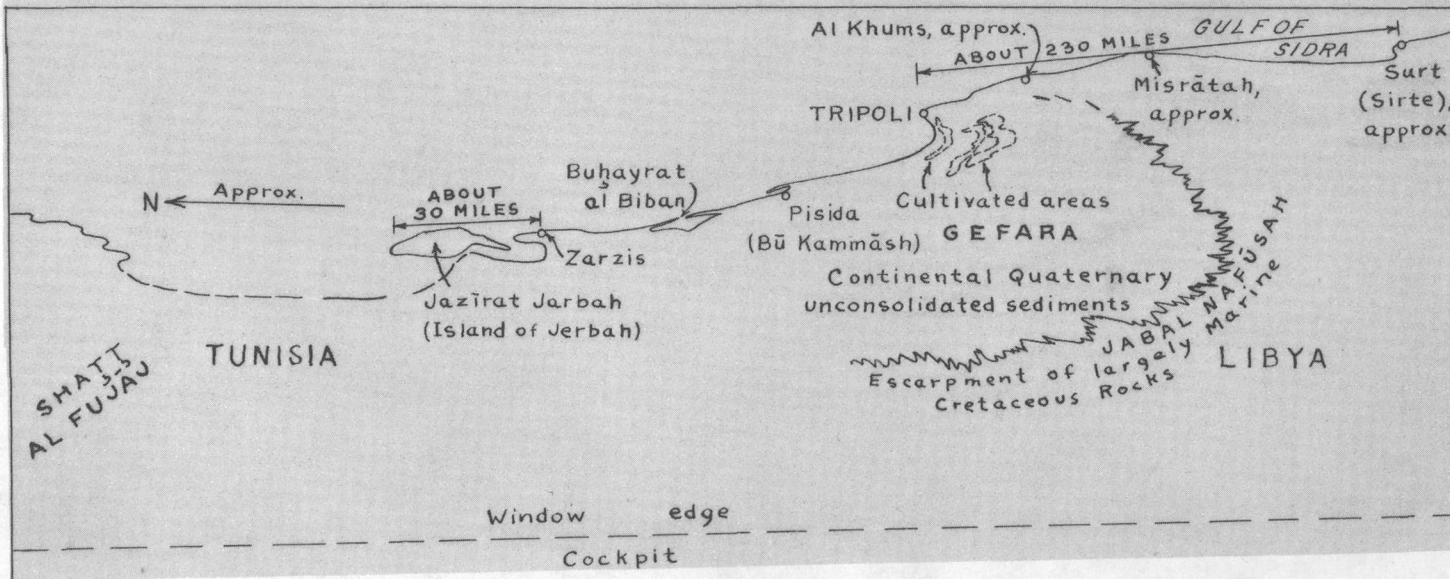 Al Khums, approx.
GULF OF
SIDRA
ABOUT 230 MILES
Surt
(Sirte),
approx
Misrātah,
approx.
TRIPOLI
Buḩayrat
al Biban
N
Approx.
ABOUT
30 MILES
Cultivated areas
Pisida
(Bū Kammāsh)
GEFARA
Zarzis
Continental Quaternary
unconsolidated sediments
Jazīrat Jarbah
(Island of Jerbah)
JABAL NAFŪSAH
Escarpment of largely Marine
Cretaceous Rocks
TUNISIA
LIBYA
SHATT
AL FUJAJ
Window edge
Cockpit